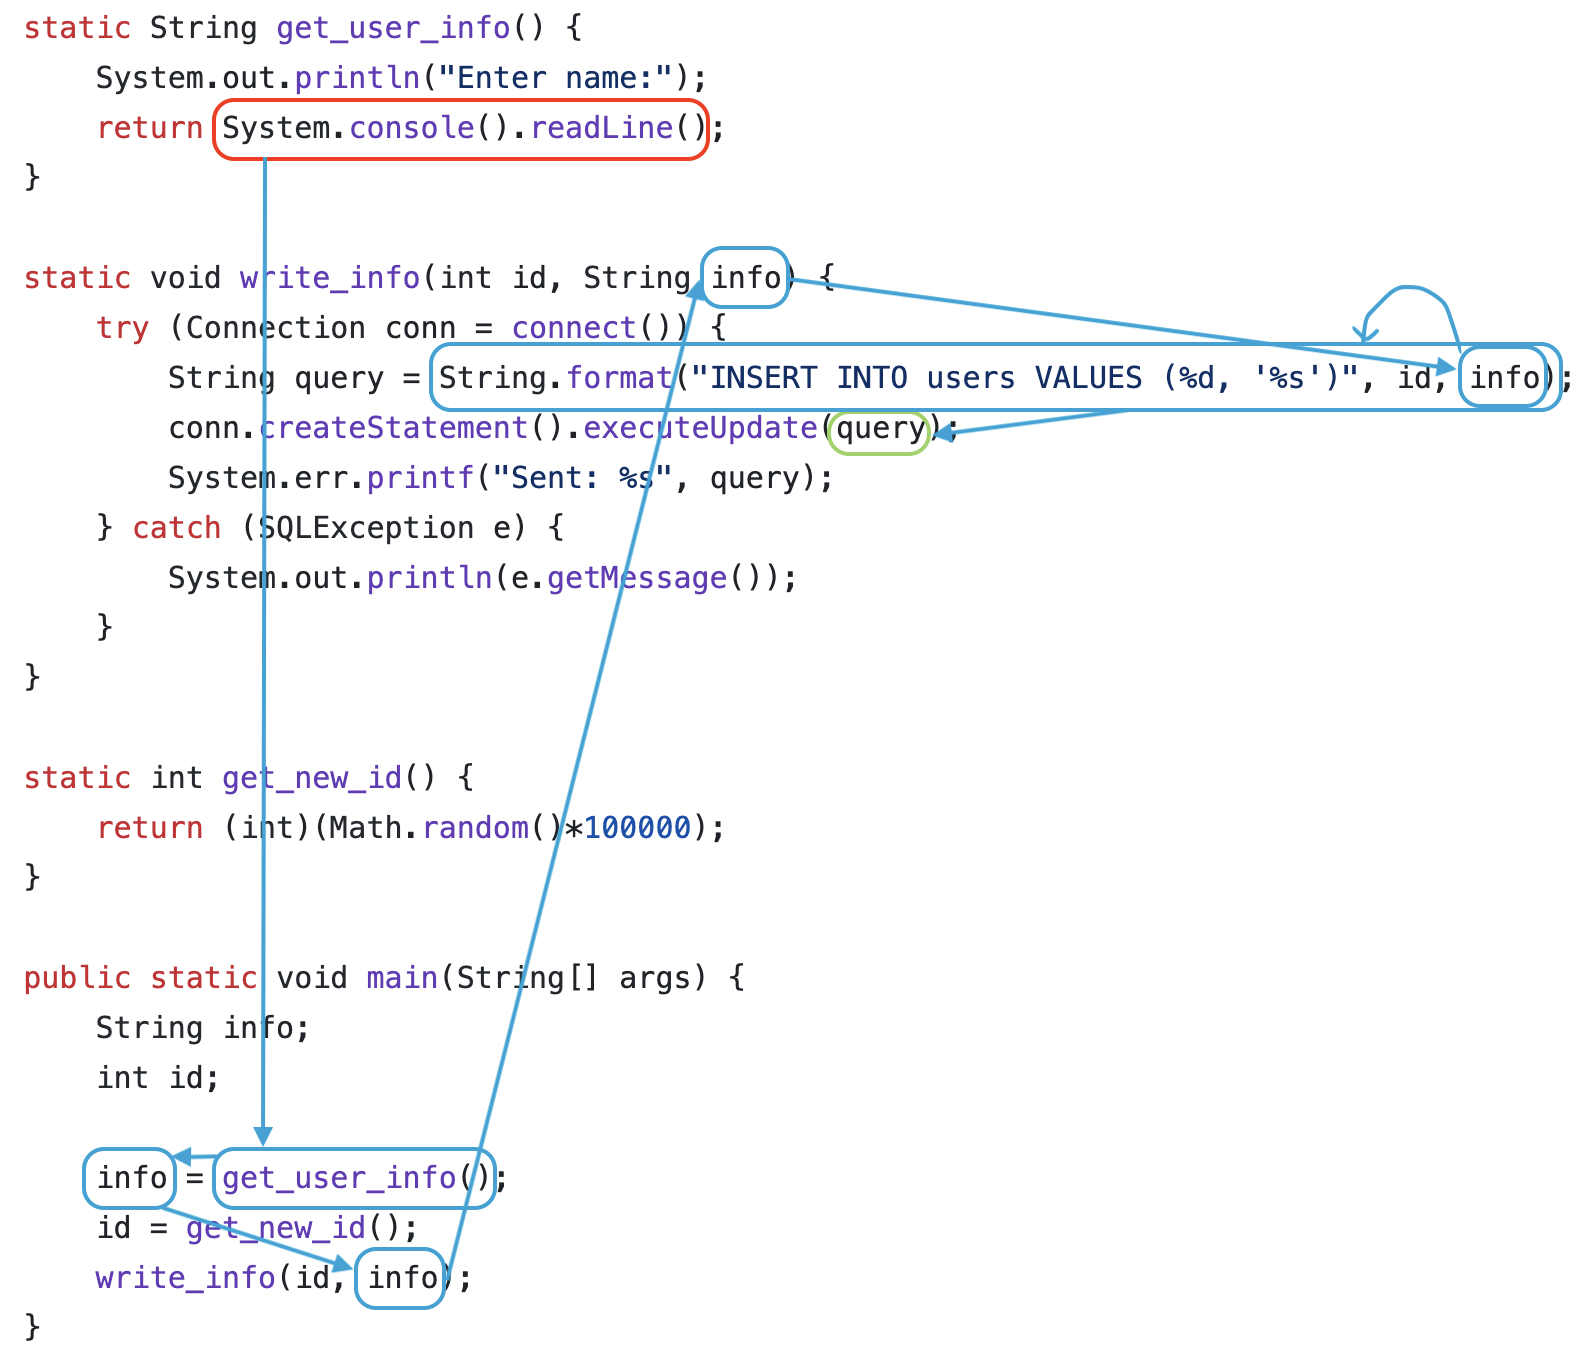 static String get_user_info() {
    System.out.println("Enter name:");
    return System.console().readLine();
}

static void write_info(int id, String info) {
    try (Connection conn = connect()) {
        String query = String.format("INSERT INTO users VALUES (%d, '%s')", id, info);
        conn.createStatement().executeUpdate(query);
        System.err.printf("Sent: %s", query);
    } catch (SQLException e) {
        System.out.println(e.getMessage());
    }
}

static int get_new_id() {
    return (int)(Math.random()*100000);
}

public static void main(String[] args) {
    String info;
    int id;

    info = get_user_info();
    id = get_new_id();
    write_info(id, info);
}